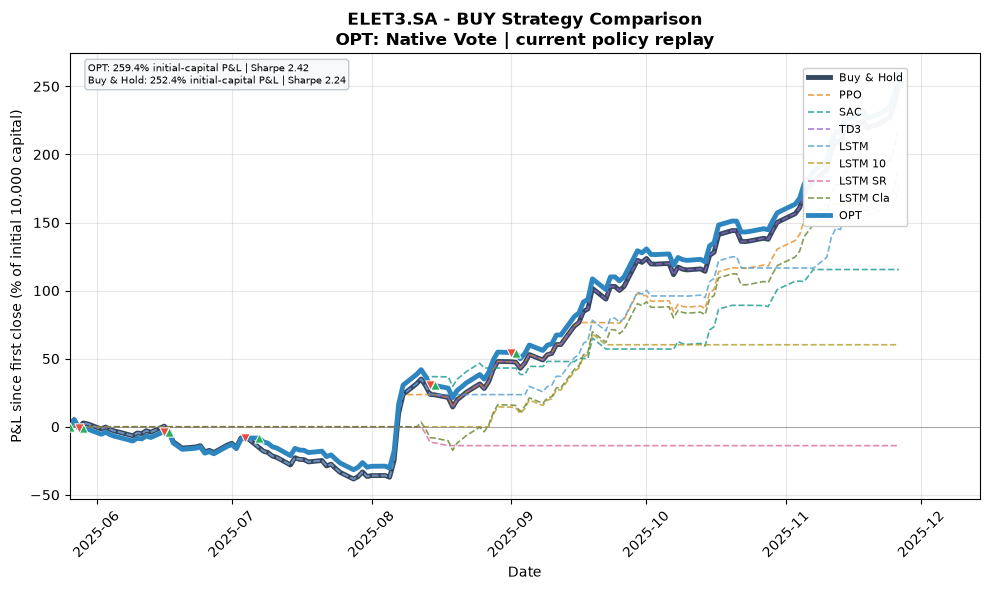 ELET3.SA - BUY Strategy Comparison
OPT: Native Vote | current policy replay
OPT: 259.4% initial-capital P&L | Sharpe 2.42
Buy & Hold: 252.4% initial-capital P&L | Sharpe 2.24
Buy & Hold
PPO
SAC
TD3
LSTM
LSTM 10
LSTM SR
LSTM Cla
OPT
P&L since first close (% of initial 10,000 capital)
250
200
150
100
50
0
−50
2025-06
2025-07
2025-08
2025-09
2025-10
2025-11
2025-12
Date